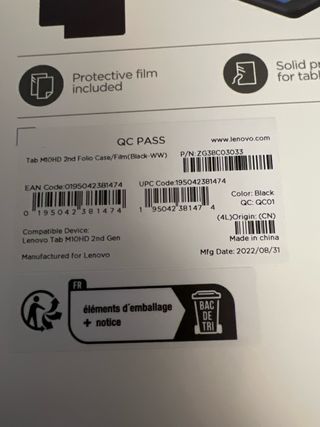 Protective film
included
Solid pr
for tabl
QC PASS
www.lenovo.com
Tab M10HD 2nd Folio Case/Film(Black-WW)
P/N: ZG38C03033
EAN Code:0195042381474
UPC Code:195042381474
0 195042 381474
1 95042 38147 4
Color: Black
QC: QC01
(4L)Origin: (CN)
Compatible Device:
Made in china
Lenovo Tab M10HD 2nd Gen
Manufactured for Lenovo
Mfg Date: 2022/08/31
FR
éléments d'emballage
+ notice
BAC
DE
TRI